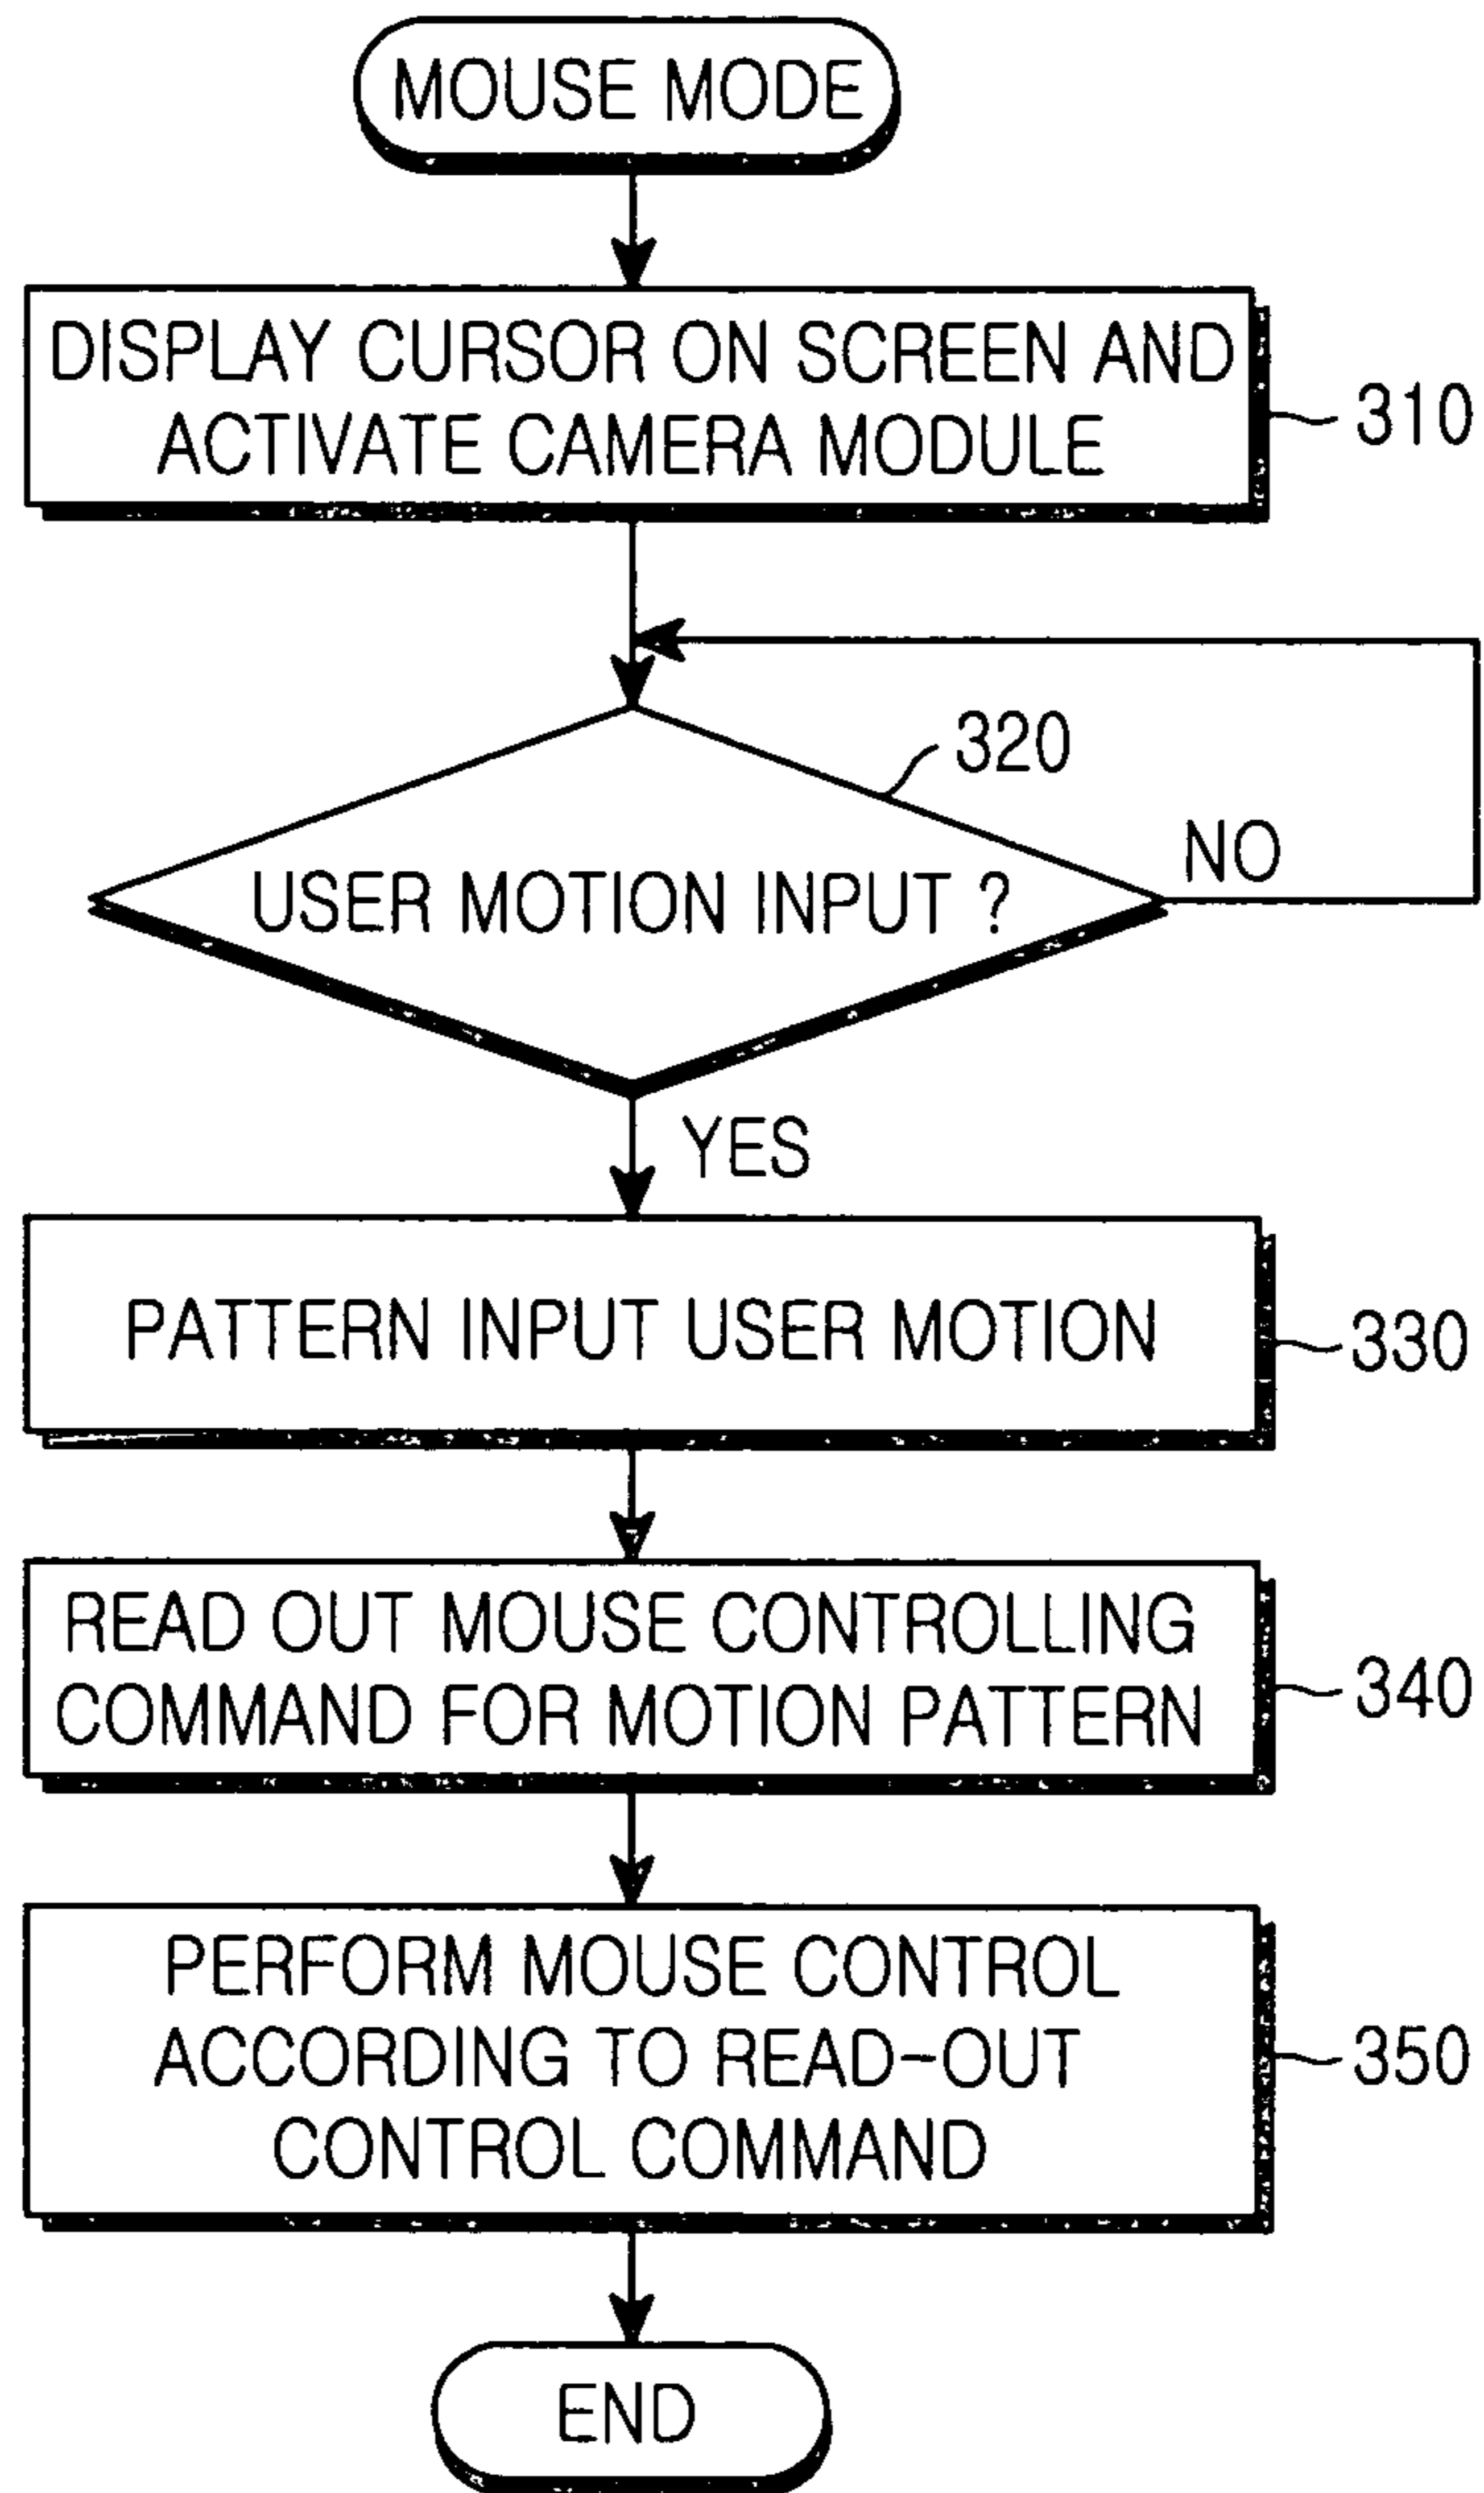 MOUSE MODE
DISPLAY CURSOR ON SCREEN AND
ACTIVATE CAMERA MODULE
310
320
NO
USER MOTION INPUT ?
YES
PATTERN INPUT USER MOTION
330
READ OUT MOUSE CONTROLLING
COMMAND FOR MOTION PATTERN
340
PERFORM MOUSE CONTROL
ACCORDING TO READ-OUT
CONTROL COMMAND
350
END